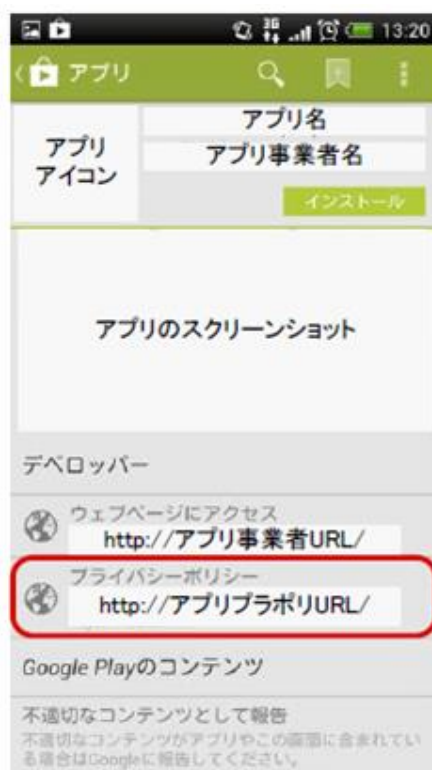 3G
13:20
アプリ
アプリ
アイコン
アプリ名
アプリ事業者名
インストール
アプリのスクリーンショット
デベロッパー
ウェブページにアクセス
http://アプリ事業者URL/
プライバシーポリシー
http://アプリプラポリURL/
Google Playのコンテンツ
不適切なコンテンツとして報告
不適切なコンテンツがアプリやこの画面に含まれてい
る場合はGoogleに報告してください。